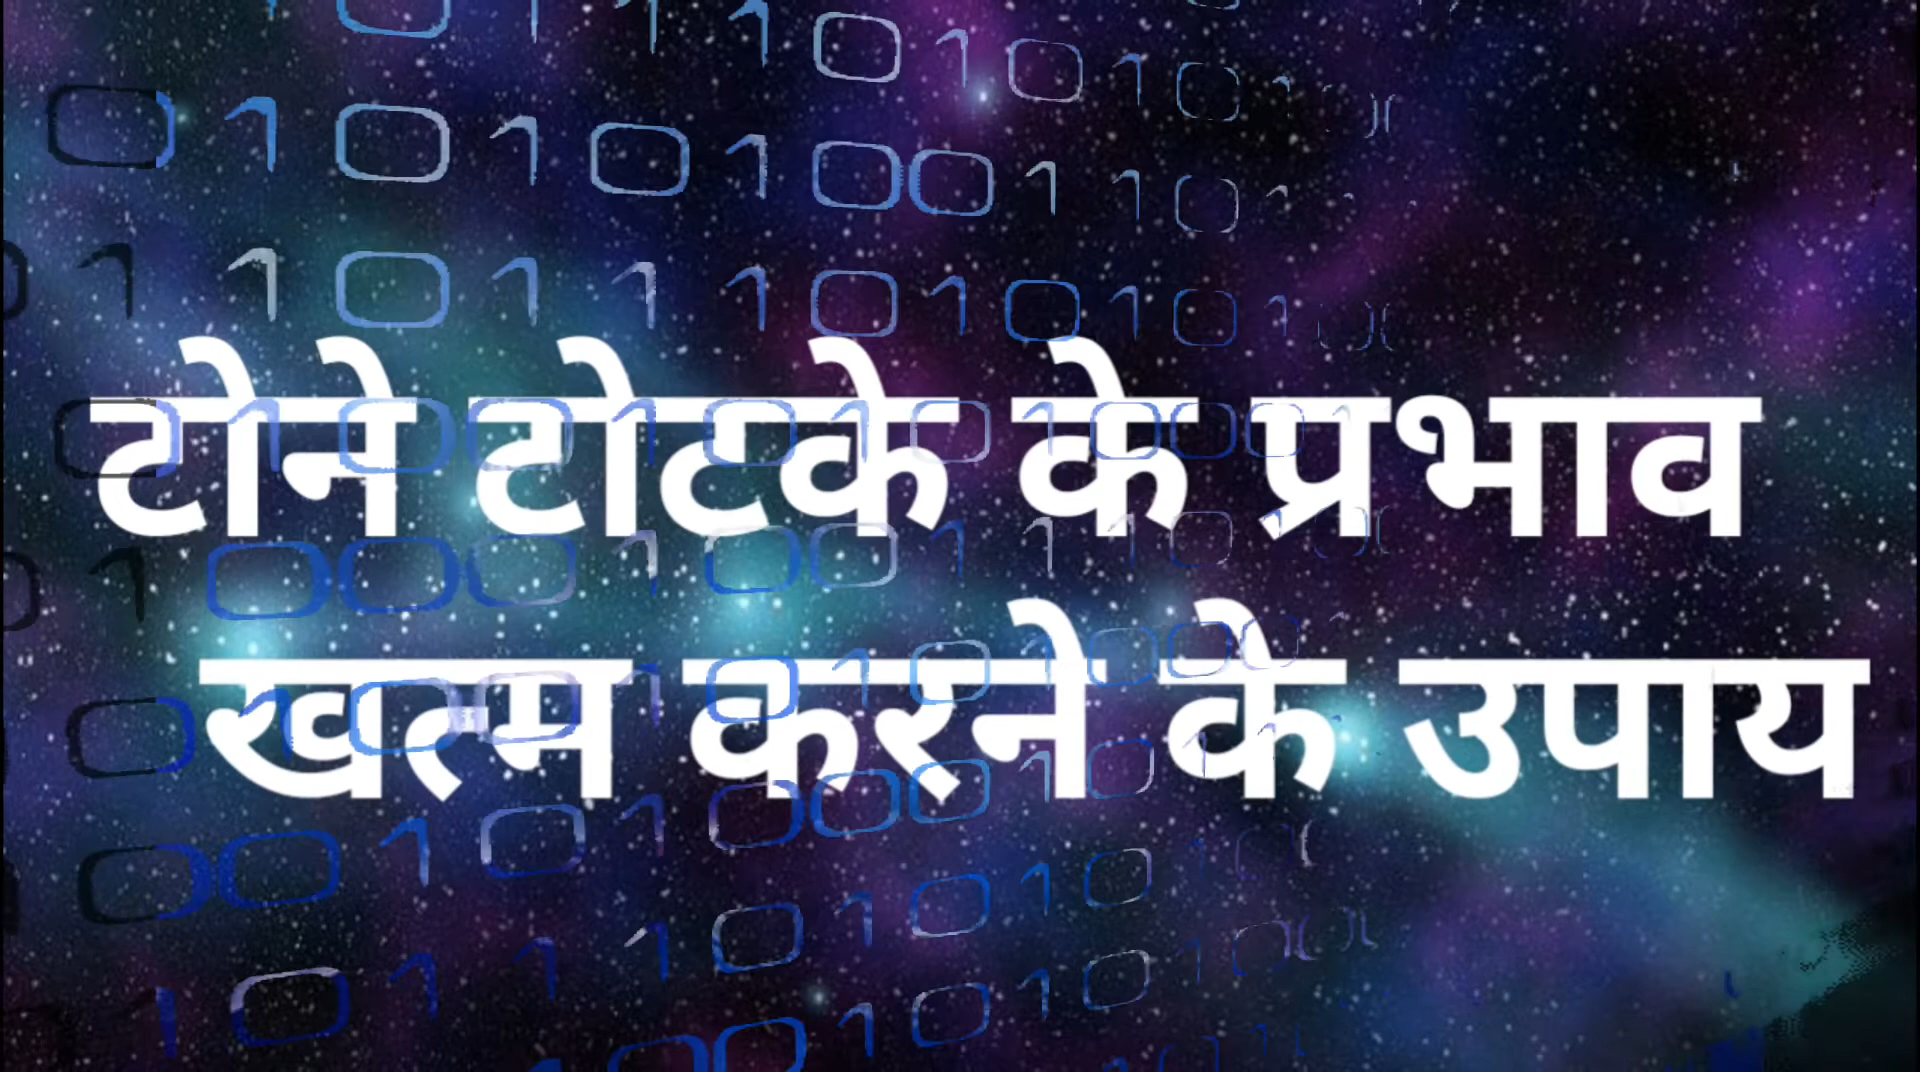 टोने टोटके के प्रभाव
खत्म करने के उपाय